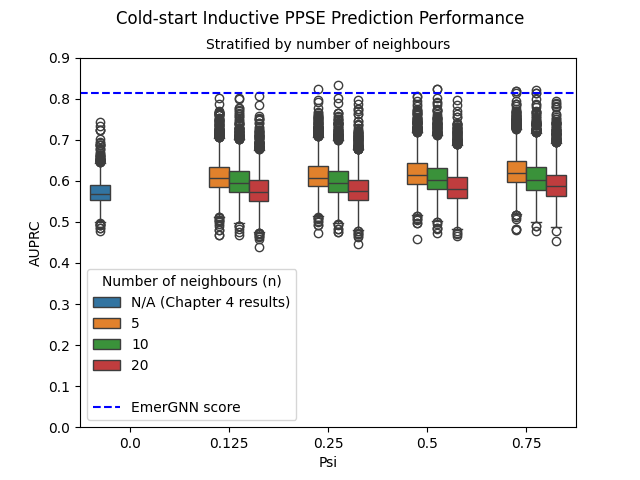 Cold-start Inductive PPSE Prediction Performance
Stratified by number of neighbours
AUPRC
0.9
0.8
0.7
0.6
0.5
0.4
0.3
0.2
0.1
0.0
Number of neighbours (n)
N/A (Chapter 4 results)
5
10
20
EmerGNN score
0.0 0.125 0.25 0.5 0.75
Psi